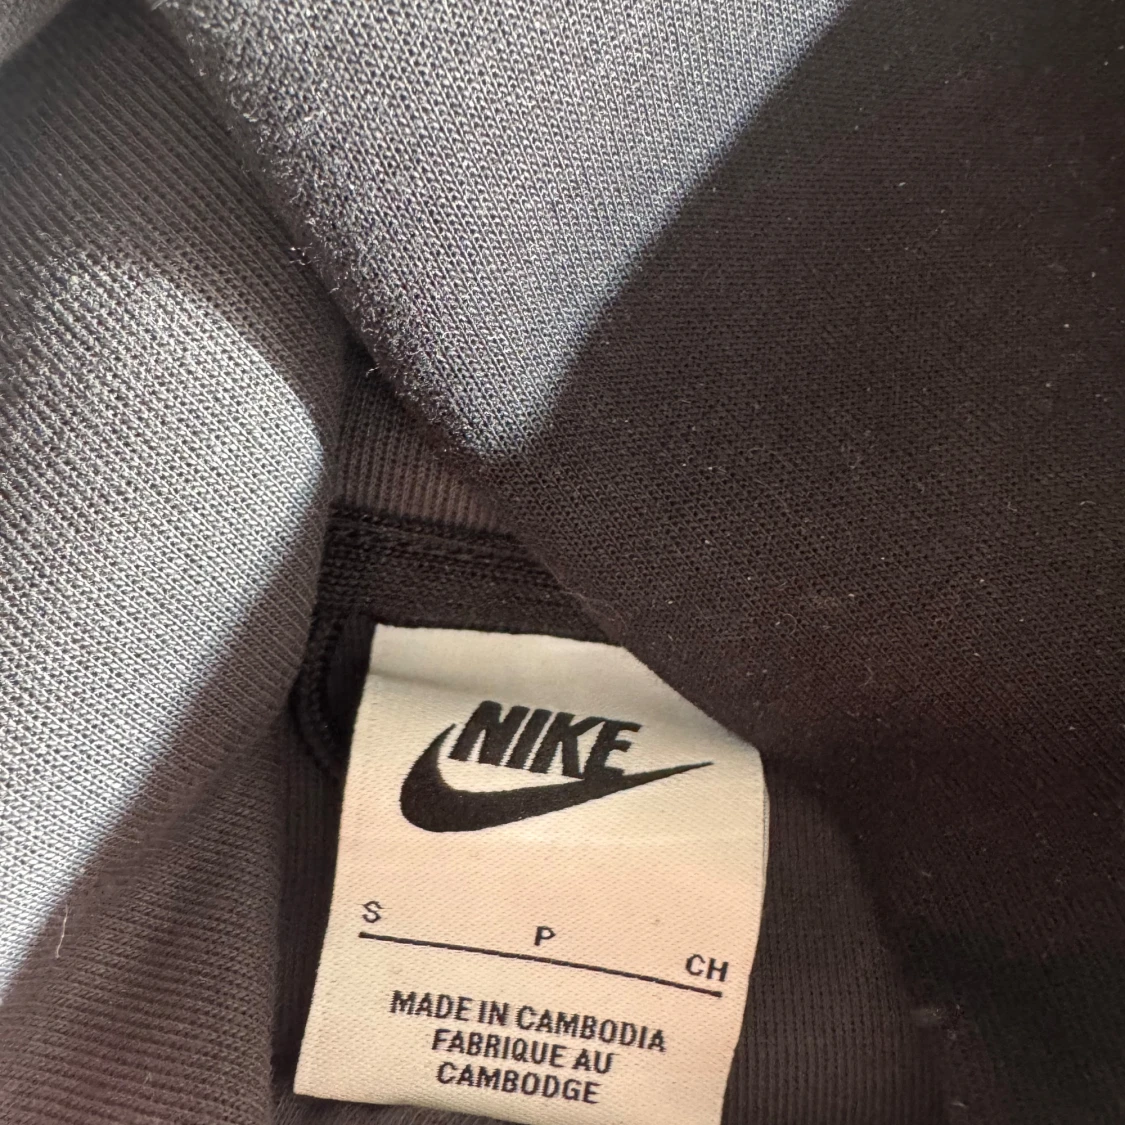 NIKE
S P CH
MADE IN CAMBODIA
FABRIQUE AU
CAMBODGE